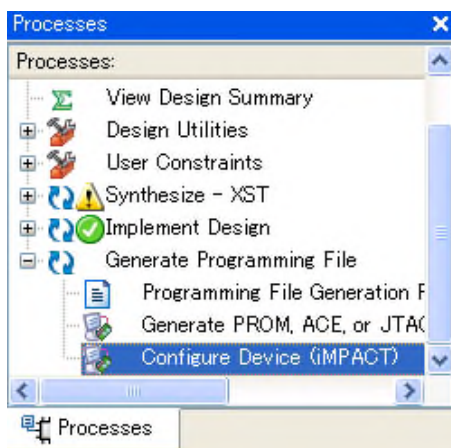 Processes
Processes:
View Design Summary
Design Utilities
User Constraints
Synthesize - XST
Implement Design
Generate Programming File
Programming File Generation
Generate PROM, ACE, or JTAG
Configure Device (iMPACT)
Processes